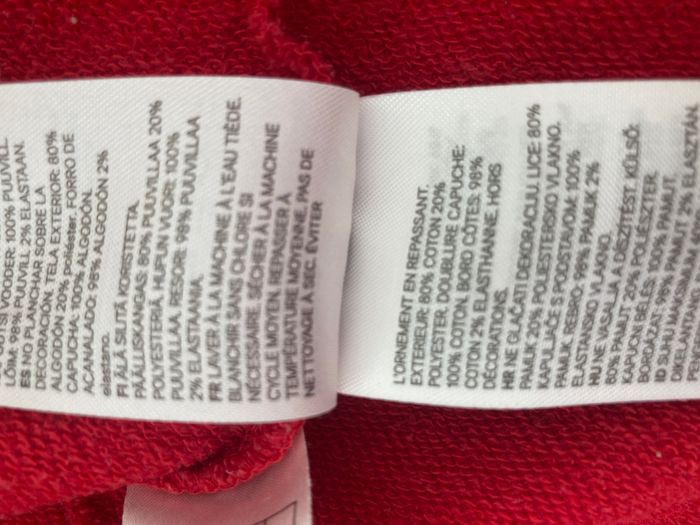 VOODER: 100% PUUVILL.
98% PUUVILL 2% ELASTAAN.
ES NO PLANCHAR SOBRE LA
DECORACIÓN. TELA EXTERIOR: 80%
ALGODÓN 20% poliéster. FORRO DE
CAPUCHA: 100% ALGODÓN.
ACANALADO: 98% ALGODÓN 2%
elastano.
FI ÄLÄ SILITÄ KORISTETTA.
PÄÄLLISKANGAS: 80% PUUVILLAA 20%
POLYESTERIÄ. HUPUN VUORI: 100%
PUUVILLAA. RESORI: 98% PUUVILLAA
2% ELASTAANIA.
FR LAVER À LA MACHINE À L'EAU TIÈDE.
BLANCHIR SANS CHLORE SI
NÉCESSAIRE. SÉCHER À LA MACHINE
CYCLE MOYEN. REPASSER À
TEMPÉRATURE MOYENNE. PAS DE
NETTOYAGE À SEC. ÉVITER
L'ORNEMENT EN REPASSANT.
EXTERIEUR: 80% COTON 20%
POLYESTER. DOUBLURE CAPUCHE:
100% COTON. BORD CÔTES: 98%
COTON 2% ELASTHANNE. HORS
DÉCORATIONS.
HR NE GLAČATI DEKORACIJU. LICE: 80%
PAMUK 20% POLIESTERSKO VLAKNO.
KAPULJAČE S PODSTAVOM: 100%
PAMUK. REBRO: 98% PAMUK 2%
ELASTANSKO VLAKNO.
HU NE VASALJA A DÍSZÍTÉST. KÜLSŐ:
80% PAMUT 20% POLIÉSZTER.
KAPUCNI BÉLÉS: 100% PAMUT.
BORDÁZAT: 98% PAMUT, 2% ELASZTÁN.
ID